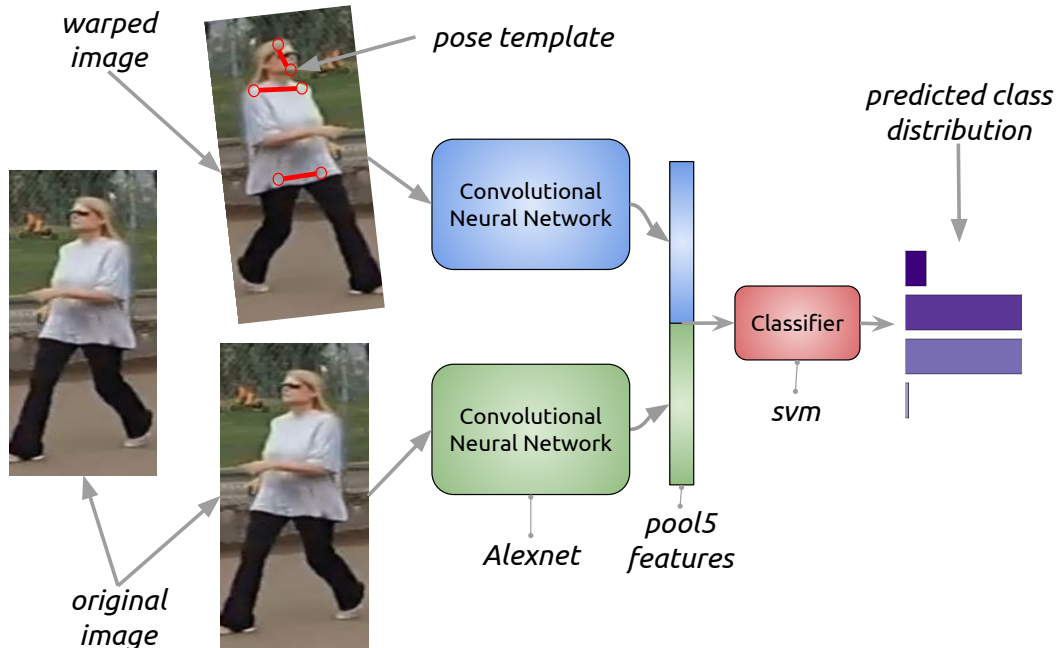 warped
image
pose template
predicted class
distribution
Convolutional
Neural Network
Classifier
svm
Convolutional
Neural Network
Alexnet
pool5
features
original
image